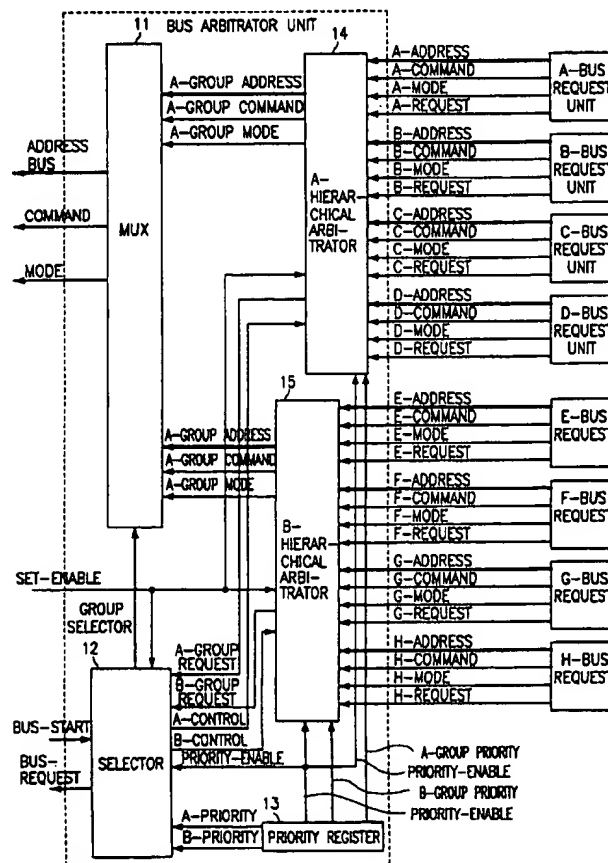 BUS ARBITRATOR UNIT
11
14
A-GROUP ADDRESS
A-GROUP COMMAND
A-GROUP MODE
ADDRESS
BUS
COMMAND
MODE
MUX
A-
HIERAR-
CHICAL
ARBI-
TRATOR
A-ADDRESS
A-COMMAND
A-MODE
A-REQUEST
A-BUS
REQUEST
UNIT
B-ADDRESS
B-COMMAND
B-MODE
B-REQUEST
B-BUS
REQUEST
UNIT
C-ADDRESS
C-COMMAND
C-MODE
C-REQUEST
C-BUS
REQUEST
UNIT
D-ADDRESS
D-COMMAND
D-MODE
D-REQUEST
D-BUS
REQUEST
UNIT
15
A-GROUP ADDRESS
A-GROUP COMMAND
A-GROUP MODE
B-
HIERAR-
CHICAL
ARBI-
TRATOR
E-ADDRESS
E-COMMAND
E-MODE
E-REQUEST
E-BUS
REQUEST
F-ADDRESS
F-COMMAND
F-MODE
F-REQUEST
F-BUS
REQUEST
G-ADDRESS
G-COMMAND
G-MODE
G-REQUEST
G-BUS
REQUEST
H-ADDRESS
H-COMMAND
H-MODE
H-REQUEST
H-BUS
REQUEST
SET-ENABLE
GROUP
SELECTOR
12
A-GROUP
REQUEST
B-GROUP
REQUEST
A-CONTROL
B-CONTROL
PRIORITY-ENABLE
BUS-START
BUS-
REQUEST
SELECTOR
A-PRIORITY
B-PRIORITY
13
PRIORITY REGISTER
A-GROUP PRIORITY
PRIORITY-ENABLE
B-GROUP PRIORITY
PRIORITY-ENABLE